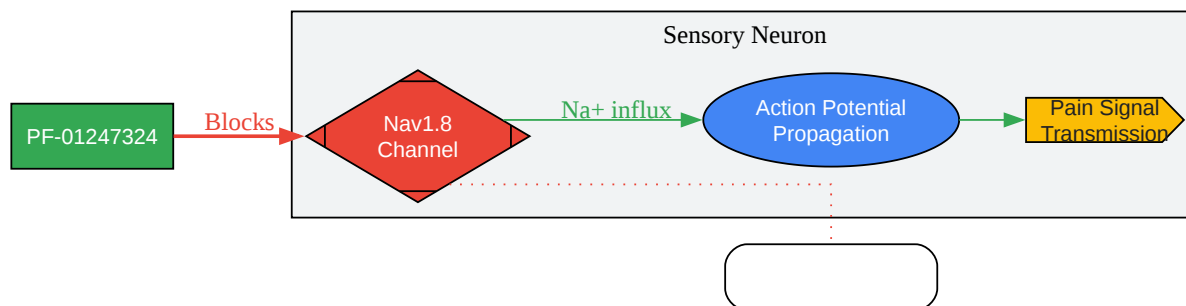 Sensory Neuron
PF-01247324
Blocks
Nav1.8
Channel
Na+ influx
Action Potential
Propagation
Pain Signal
Transmission